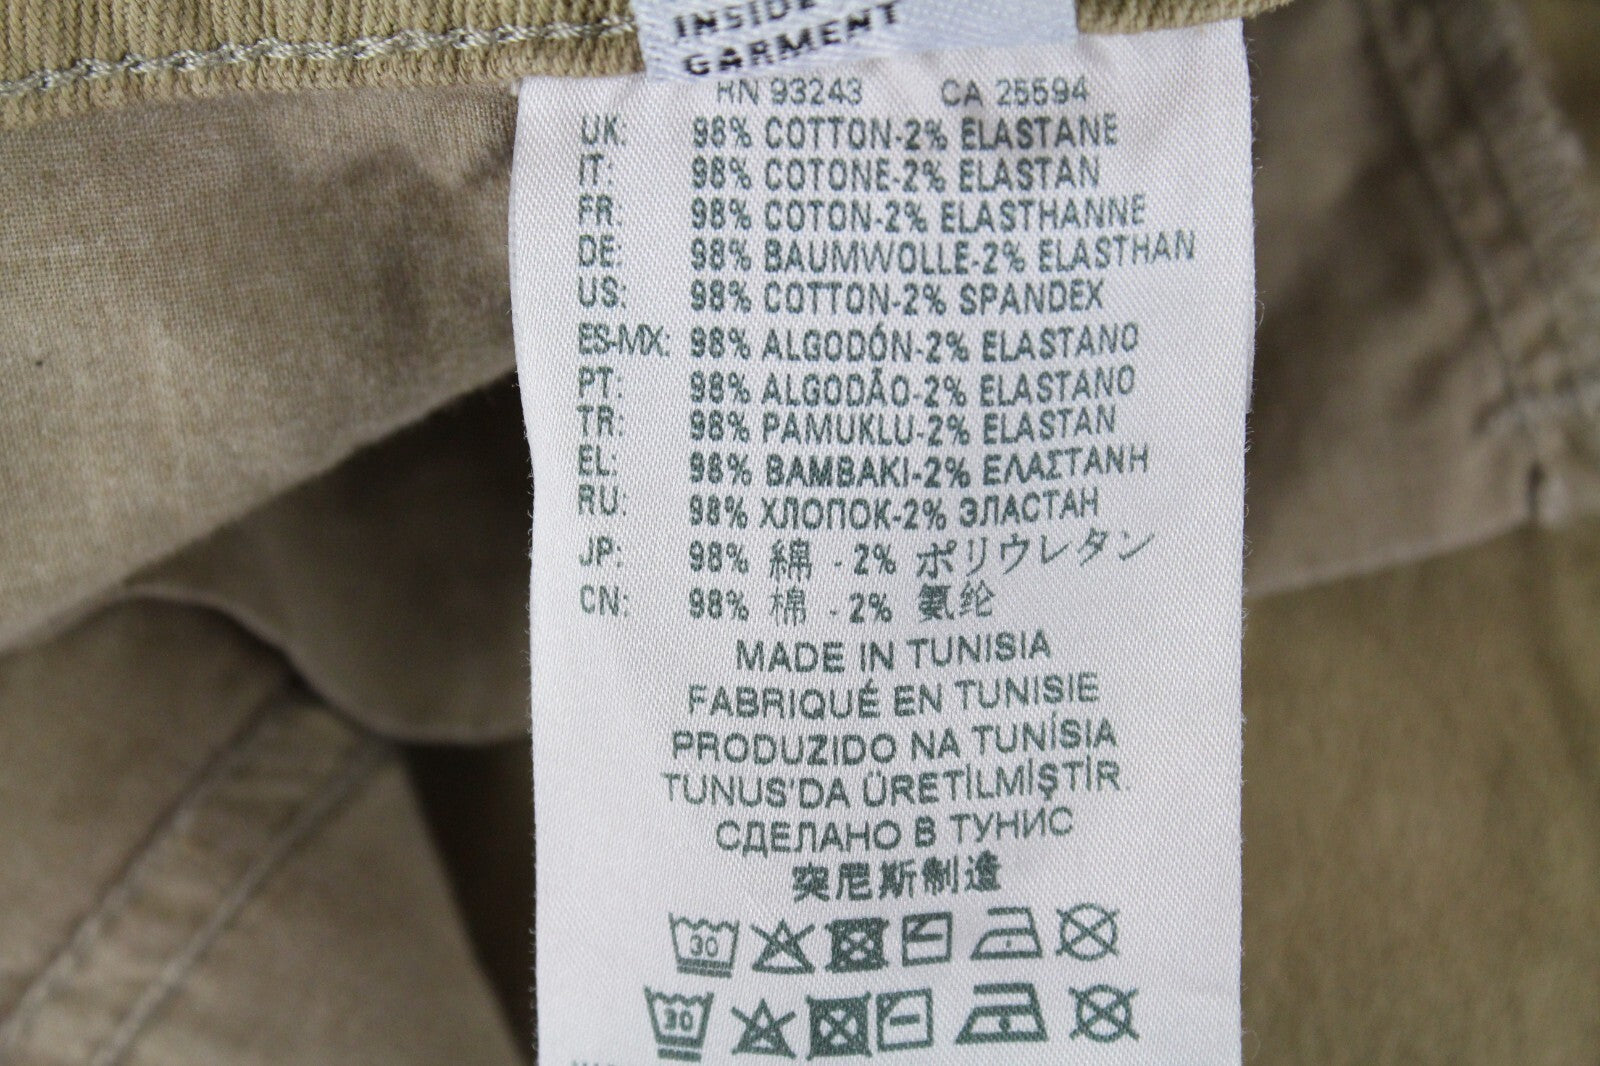 INSIDE
GARMENT
RN 93243 CA 25594
UK: 98% COTTON-2% ELASTANE
IT: 98% COTONE-2% ELASTAN
FR: 98% COTON-2% ELASTHANNE
DE: 98% BAUMWOLLE-2% ELASTHAN
US: 98% COTTON-2% SPANDEX
ES-MX: 98% ALGODÓN-2% ELASTANO
PT: 98% ALGODÃO-2% ELASTANO
TR: 98% PAMUKLU-2% ELASTAN
EL: 98% ΒΑΜΒΑΚΙ-2% ΕΛΑΣΤΑΝΗ
RU: 98% ХЛОПОК-2% ЭЛАСТАН
JP: 98% 綿 - 2% ポリウレタン
CN: 98% 棉 - 2% 氨纶
MADE IN TUNISIA
FABRIQUÉ EN TUNISIE
PRODUZIDO NA TUNÍSIA
TUNUS'DA ÜRETİLMİŞTİR.
СДЕЛАНО В ТУНИС
突尼斯制造
30
30